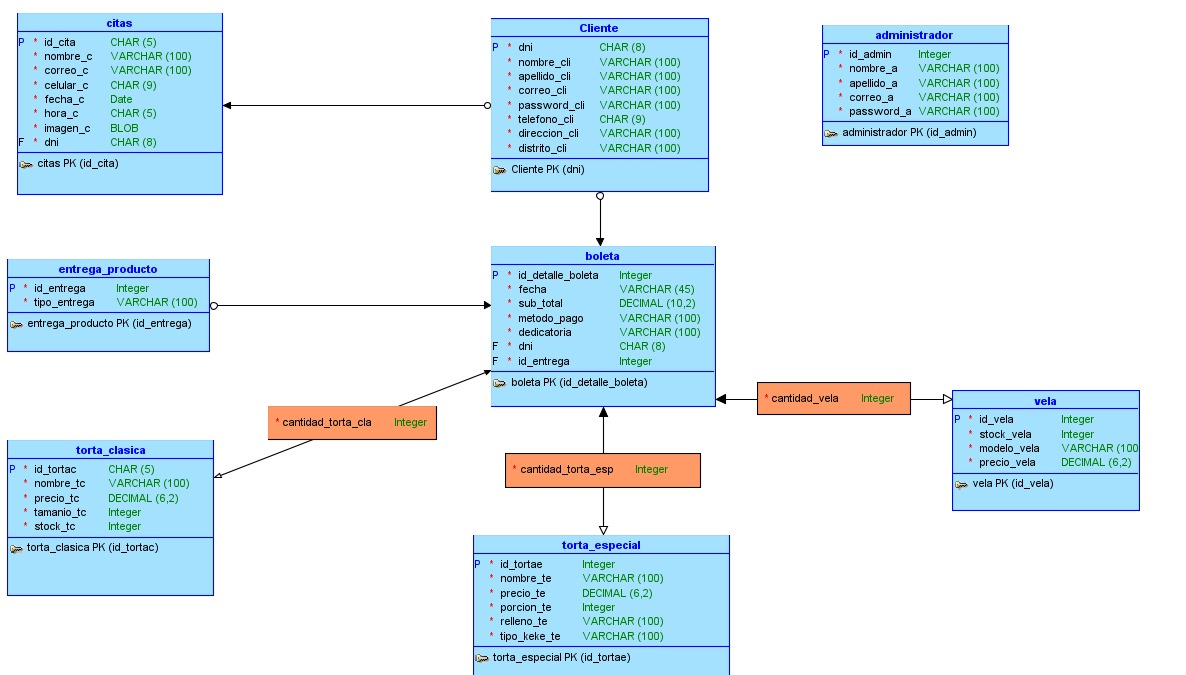 citas
P * id_cita CHAR (5)
* nombre_c VARCHAR (100)
* correo_c VARCHAR (100)
* celular_c CHAR (9)
* fecha_c Date
* hora_c CHAR (5)
* imagen_c BLOB
F * dni CHAR (8)
citas PK (id_cita)
Cliente
P * dni CHAR (8)
* nombre_cli VARCHAR (100)
* apellido_cli VARCHAR (100)
* correo_cli VARCHAR (100)
* password_cli VARCHAR (100)
* telefono_cli CHAR (9)
* direccion_cli VARCHAR (100)
* distrito_cli VARCHAR (100)
Cliente PK (dni)
administrador
P * id_admin Integer
* nombre_a VARCHAR (100)
* apellido_a VARCHAR (100)
* correo_a VARCHAR (100)
* password_a VARCHAR (100)
administrador PK (id_admin)
entrega_producto
P * id_entrega Integer
* tipo_entrega VARCHAR (100)
entrega_producto PK (id_entrega)
boleta
P * id_detalle_boleta Integer
* fecha VARCHAR (45)
* sub_total DECIMAL (10,2)
* metodo_pago VARCHAR (100)
* dedicatoria VARCHAR (100)
F * dni CHAR (8)
F * id_entrega Integer
boleta PK (id_detalle_boleta)
* cantidad_vela Integer
vela
P * id_vela Integer
* stock_vela Integer
* modelo_vela VARCHAR (100
* precio_vela DECIMAL (6,2)
vela PK (id_vela)
* cantidad_torta_cla Integer
torta_clasica
P * id_tortac CHAR (5)
* nombre_tc VARCHAR (100)
* precio_tc DECIMAL (6,2)
* tamanio_tc Integer
* stock_tc Integer
torta_clasica PK (id_tortac)
* cantidad_torta_esp Integer
torta_especial
P * id_tortae Integer
* nombre_te VARCHAR (100)
* precio_te DECIMAL (6,2)
* porcion_te Integer
* relleno_te VARCHAR (100)
* tipo_keke_te VARCHAR (100)
torta_especial PK (id_tortae)